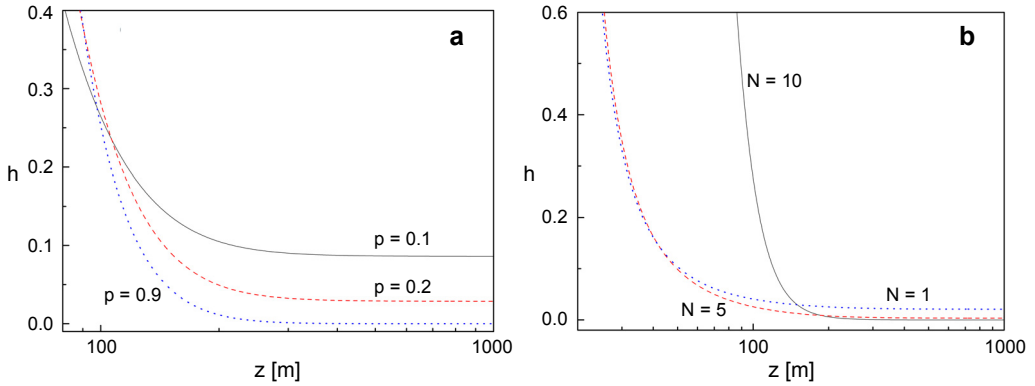 a
0.4
0.3
0.2
0.1
0.0
h
p = 0.1
p = 0.2
p = 0.9
100
1000
z [m]
b
0.6
0.4
0.2
0.0
h
N = 10
N = 5
N = 1
100
1000
z [m]